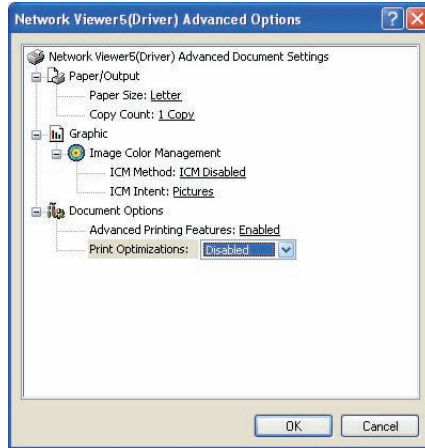 Network Viewer5(Driver) Advanced Options
Network Viewer5(Driver) Advanced Document Settings
Paper/Output
Paper Size: Letter
Copy Count: 1 Copy
Graphic
Image Color Management
ICM Method: ICM Disabled
ICM Intent: Pictures
Document Options
Advanced Printing Features: Enabled
Print Optimizations: Disabled
OK Cancel